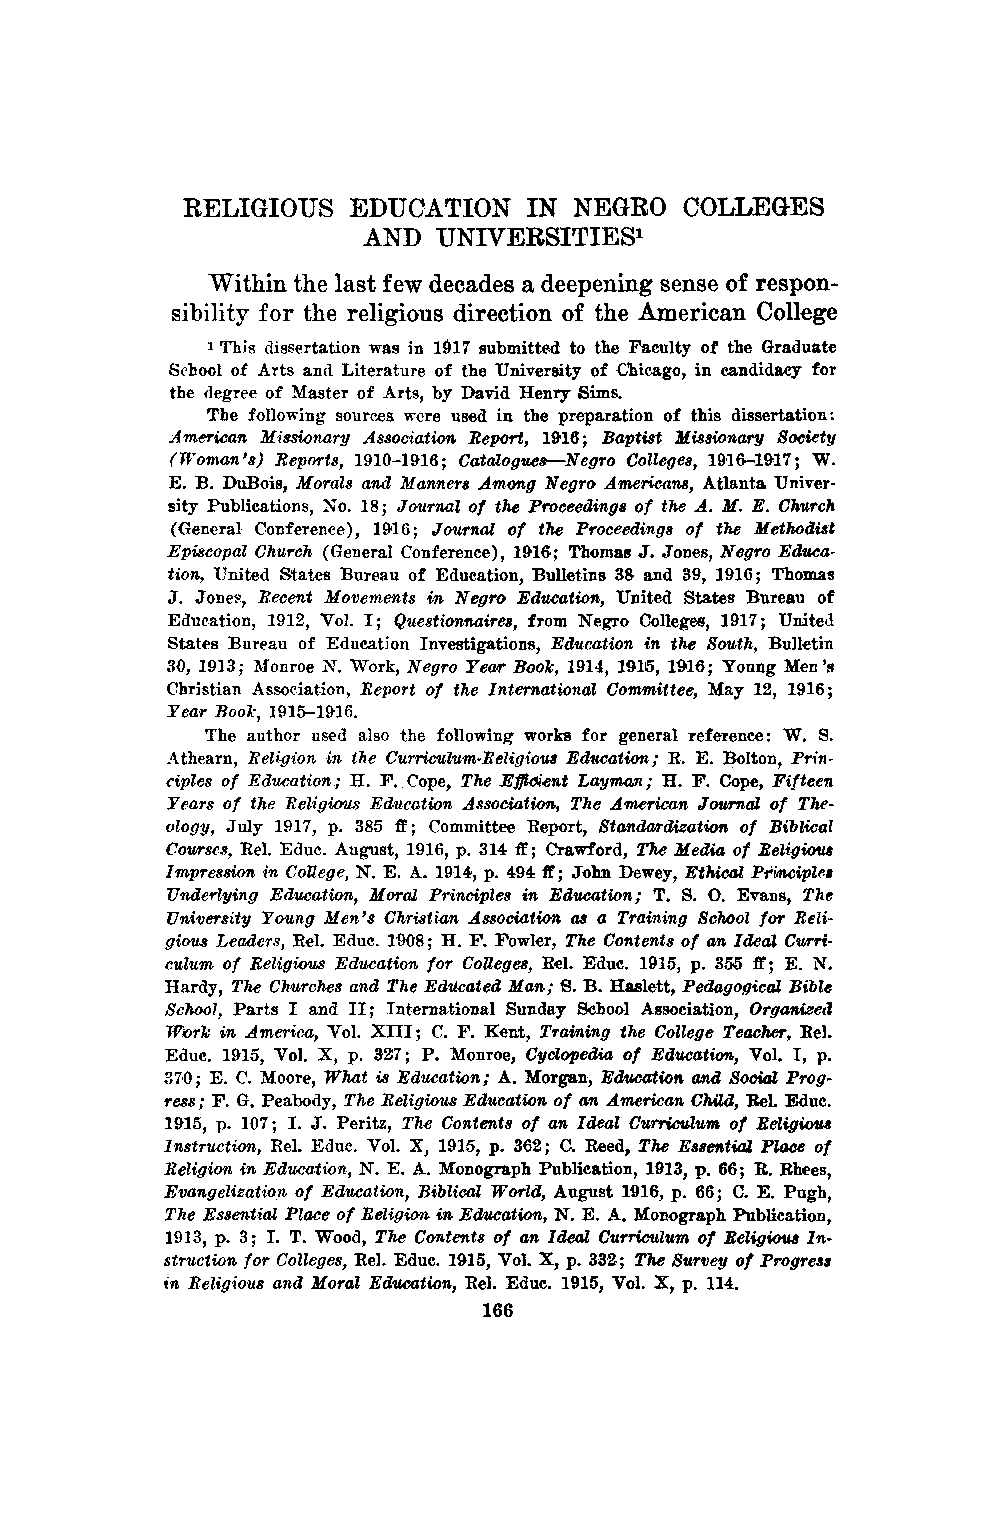 RELIGIOUS EDUCATION IN NEGRO COLLEGES
AND UNIVERSITIES¹
Within the last few decades a deepening sense of respon-
sibility for the religious direction of the American College
¹ This dissertation was in 1917 submitted to the Faculty of the Graduate
School of Arts and Literature of the University of Chicago, in candidacy for
the degree of Master of Arts, by David Henry Sims.
The following sources were used in the preparation of this dissertation:
American Missionary Association Report, 1916; Baptist Missionary Society
(Woman's) Reports, 1910–1916; Catalogues—Negro Colleges, 1916–1917; W.
E. B. DuBois, Morals and Manners Among Negro Americans, Atlanta Univer-
sity Publications, No. 18; Journal of the Proceedings of the A. M. E. Church
(General Conference), 1916; Journal of the Proceedings of the Methodist
Episcopal Church (General Conference), 1916; Thomas J. Jones, Negro Educa-
tion, United States Bureau of Education, Bulletins 38 and 39, 1916; Thomas
J. Jones, Recent Movements in Negro Education, United States Bureau of
Education, 1912, Vol. I; Questionnaires, from Negro Colleges, 1917; United
States Bureau of Education Investigations, Education in the South, Bulletin
30, 1913; Monroe N. Work, Negro Year Book, 1914, 1915, 1916; Young Men's
Christian Association, Report of the International Committee, May 12, 1916;
Year Book, 1915–1916.
The author used also the following works for general reference: W. S.
Athearn, Religion in the Curriculum-Religious Education; R. E. Bolton, Prin-
ciples of Education; H. F. Cope, The Efficient Layman; H. F. Cope, Fifteen
Years of the Religious Education Association, The American Journal of The-
ology, July 1917, p. 385 ff; Committee Report, Standardization of Biblical
Courses, Rel. Educ. August, 1916, p. 314 ff; Crawford, The Media of Religious
Impression in College, N. E. A. 1914, p. 494 ff; John Dewey, Ethical Principles
Underlying Education, Moral Principles in Education; T. S. O. Evans, The
University Young Men's Christian Association as a Training School for Reli-
gious Leaders, Rel. Educ. 1908; H. F. Fowler, The Contents of an Ideal Curri-
culum of Religious Education for Colleges, Rel. Educ. 1915, p. 355 ff; E. N.
Hardy, The Churches and The Educated Man; S. B. Haslett, Pedagogical Bible
School, Parts I and II; International Sunday School Association, Organized
Work in America, Vol. XIII; C. F. Kent, Training the College Teacher, Rel.
Educ. 1915, Vol. X, p. 327; P. Monroe, Cyclopedia of Education, Vol. I, p.
370; E. C. Moore, What is Education; A. Morgan, Education and Social Prog-
ress; F. G. Peabody, The Religious Education of an American Child, Rel. Educ.
1915, p. 107; I. J. Peritz, The Contents of an Ideal Curriculum of Religious
Instruction, Rel. Educ. Vol. X, 1915, p. 362; C. Reed, The Essential Place of
Religion in Education, N. E. A. Monograph Publication, 1913, p. 66; R. Rhees,
Evangelization of Education, Biblical World, August 1916, p. 66; C. E. Pugh,
The Essential Place of Religion in Education, N. E. A. Monograph Publication,
1913, p. 3; I. T. Wood, The Contents of an Ideal Curriculum of Religious In-
struction for Colleges, Rel. Educ. 1915, Vol. X, p. 332; The Survey of Progress
in Religious and Moral Education, Rel. Educ. 1915, Vol. X, p. 114.
166